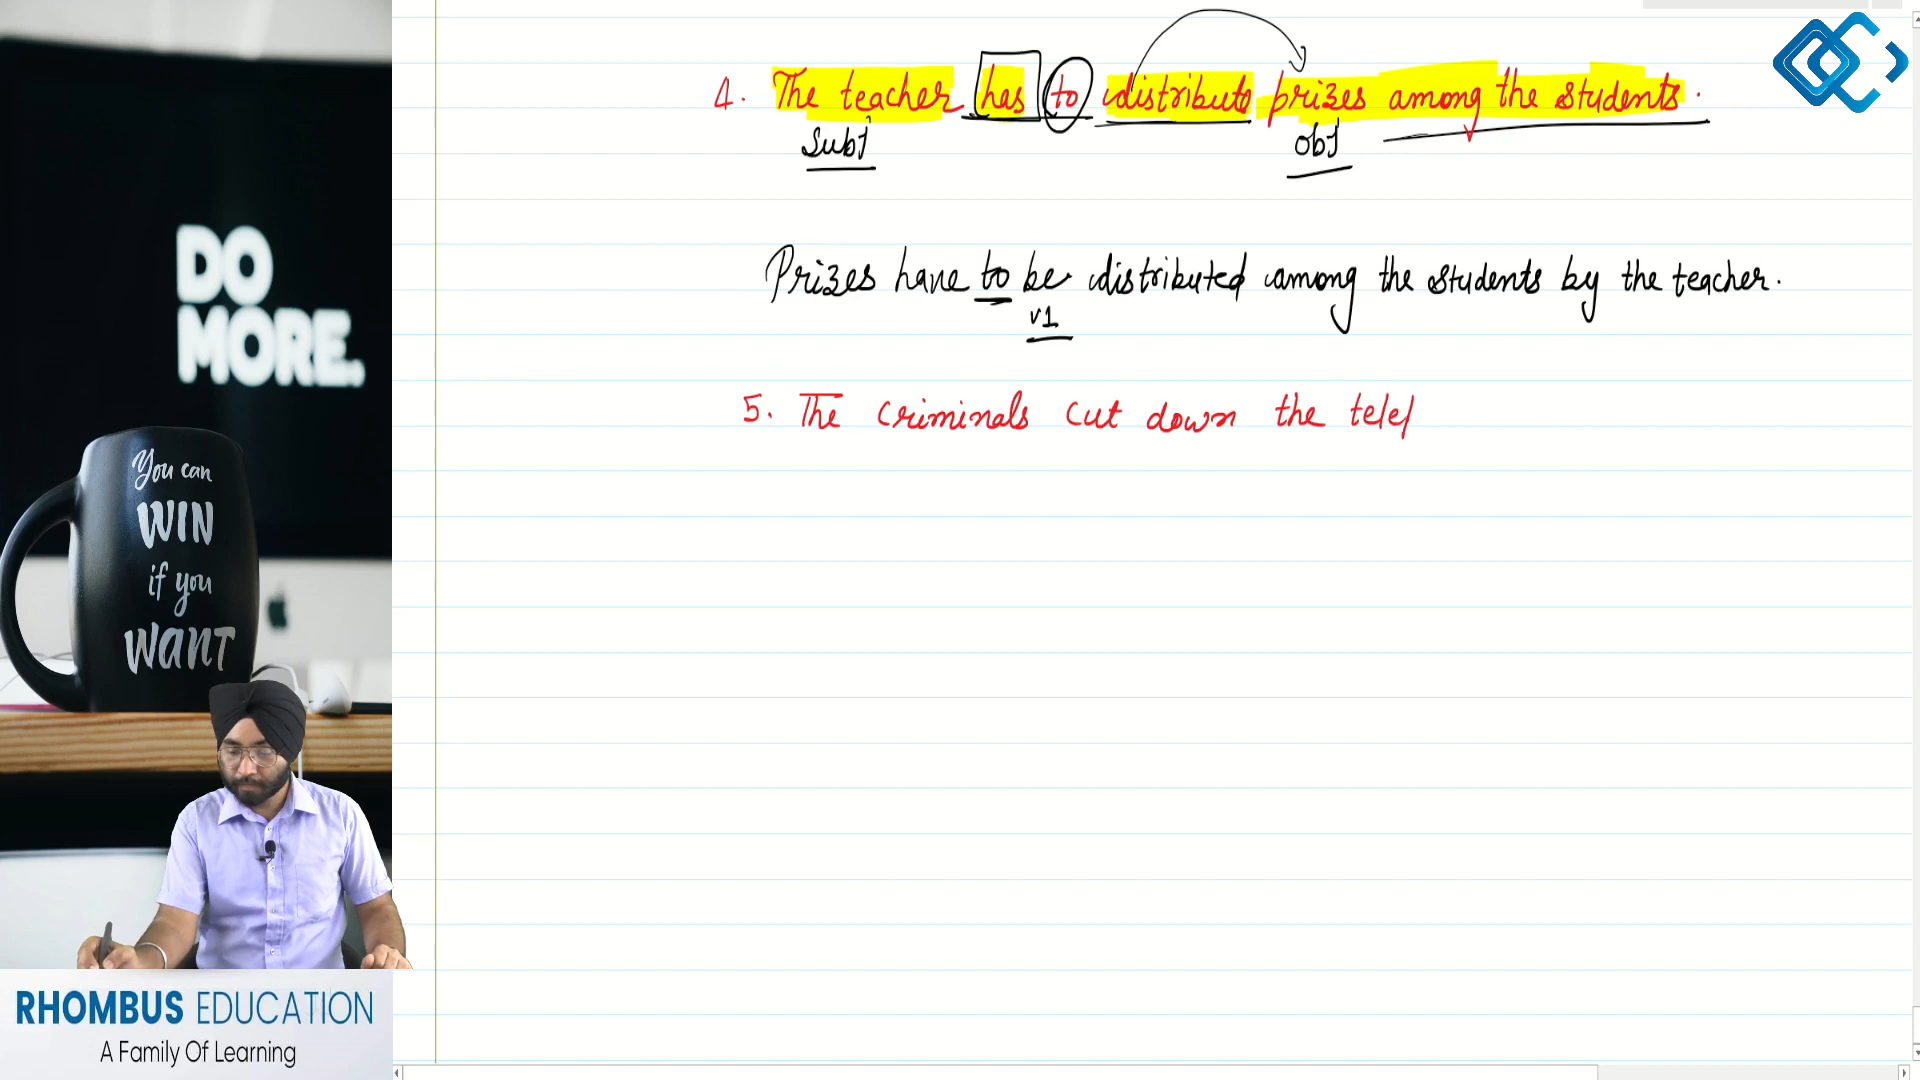 4. The teacher has to distribute prizes among the students.
Subj
Obj
Prizes have to be distributed among the students by the teacher.
v1
5. The criminals cut down the tele
DO
MORE.
You can
WIN
if you
WANT
RHOMBUS EDUCATION
A Family Of Learning